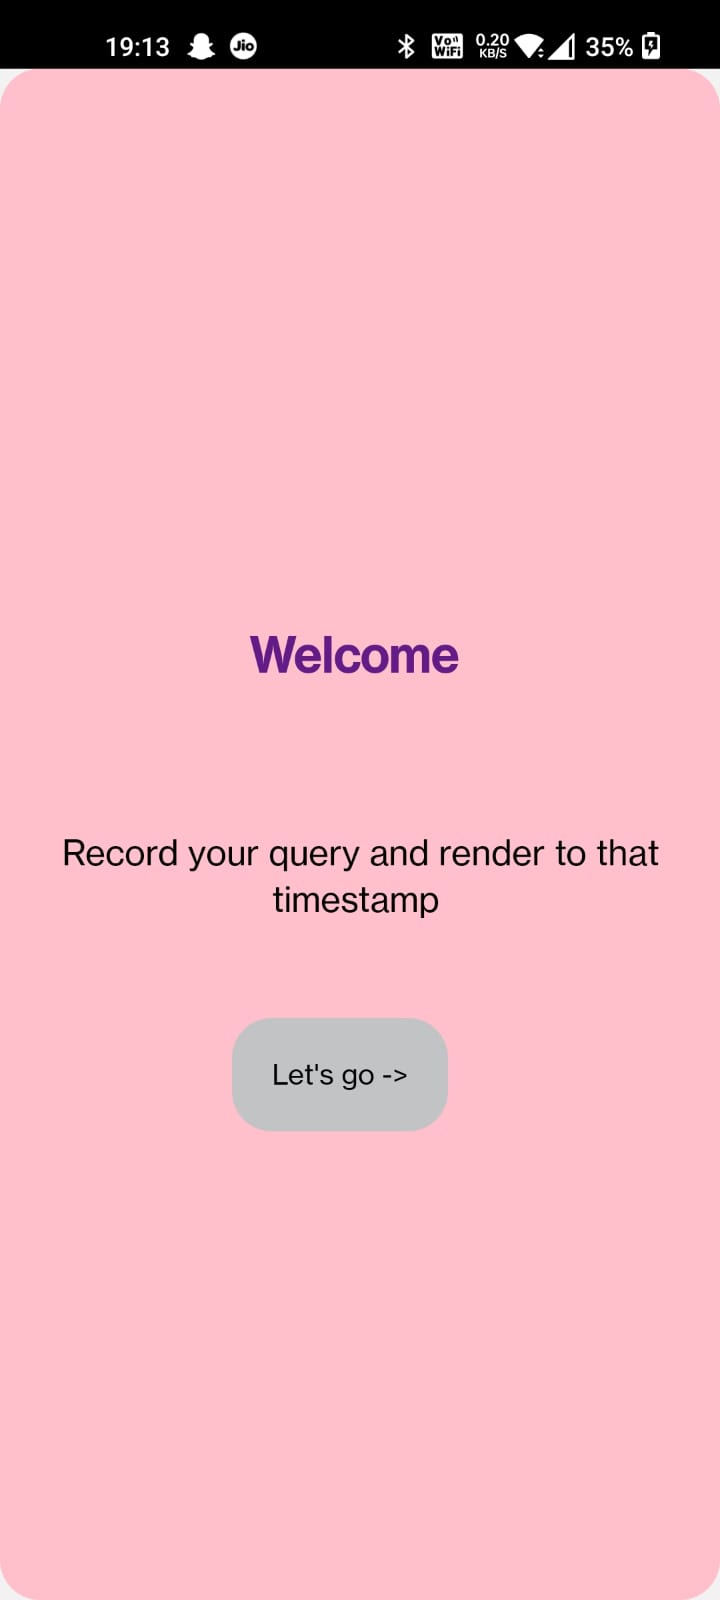 19:13 Jio Vo)) WiFi 0.20 KB/S 35%
Welcome
Record your query and render to that
timestamp
Let's go ->